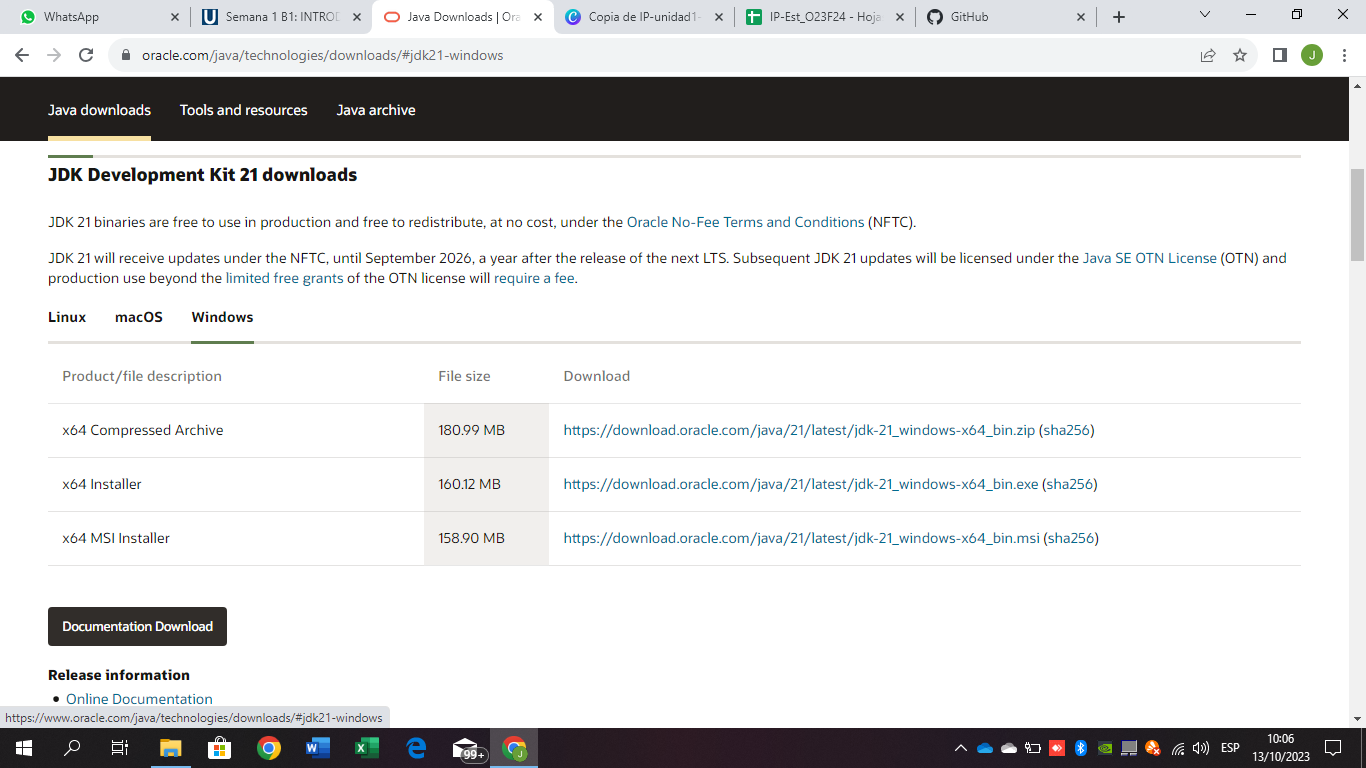 WhatsApp
Semana 1 B1: INTROD
Java Downloads | Ora
Copia de IP-unidad1-
IP-Est_O23F24 - Hoja
GitHub
oracle.com/java/technologies/downloads/#jdk21-windows
J
Java downloads
Tools and resources
Java archive
JDK Development Kit 21 downloads
JDK 21 binaries are free to use in production and free to redistribute, at no cost, under the Oracle No-Fee Terms and Conditions (NFTC).
JDK 21 will receive updates under the NFTC, until September 2026, a year after the release of the next LTS. Subsequent JDK 21 updates will be licensed under the Java SE OTN License (OTN) and
production use beyond the limited free grants of the OTN license will require a fee.
Linux macOS Windows
Product/file description File size Download
x64 Compressed Archive 180.99 MB https://download.oracle.com/java/21/latest/jdk-21_windows-x64_bin.zip (sha256)
x64 Installer 160.12 MB https://download.oracle.com/java/21/latest/jdk-21_windows-x64_bin.exe (sha256)
x64 MSI Installer 158.90 MB https://download.oracle.com/java/21/latest/jdk-21_windows-x64_bin.msi (sha256)
Documentation Download
Release information
• Online Documentation
https://www.oracle.com/java/technologies/downloads/#jdk21-windows
99+
J
ESP
10:06
13/10/2023